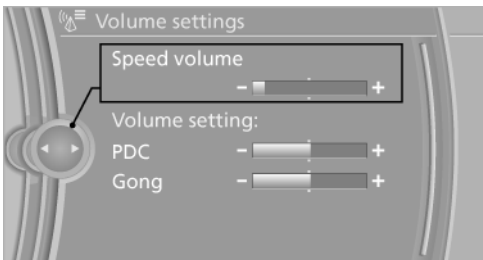 Volume settings
Speed volume
- +
Volume setting:
PDC - +
Gong - +